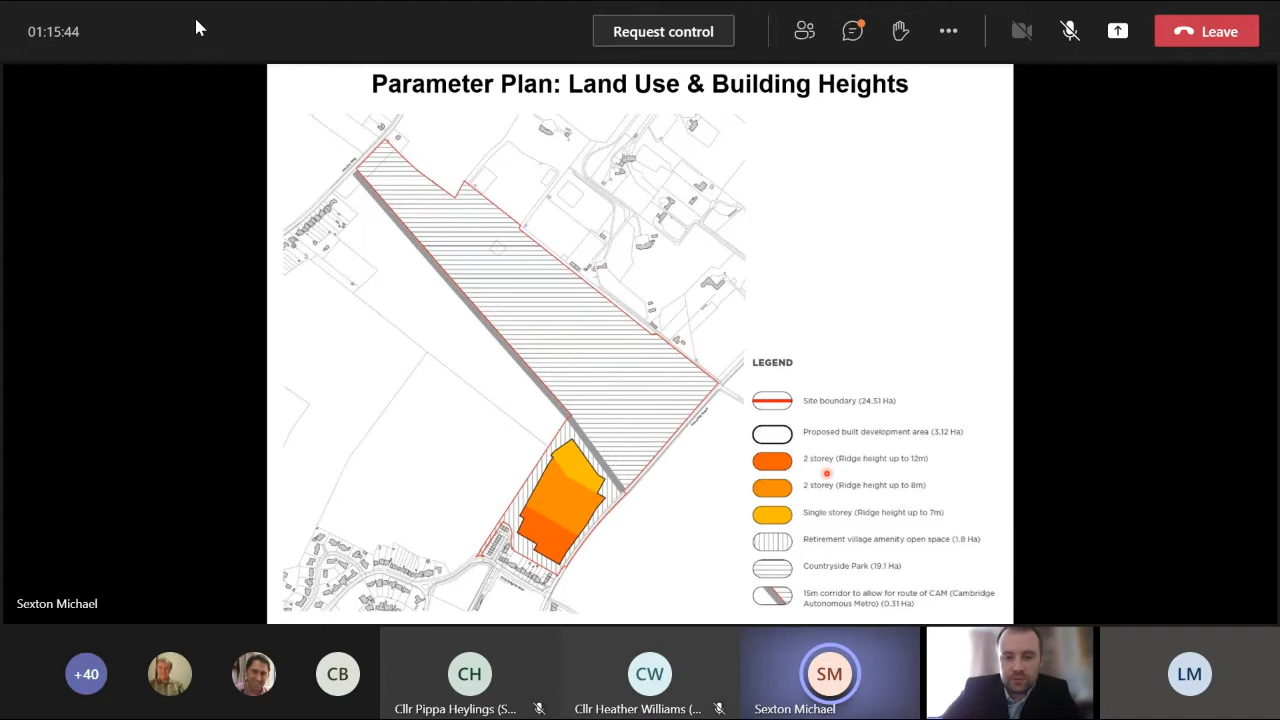 01:15:44
Request control
Leave
Parameter Plan: Land Use & Building Heights
LEGEND
Site boundary (24.51 Ha)
Proposed built development area (3.12 Ha)
2 storey (Ridge height up to 12m)
2 storey (Ridge height up to 8m)
Single storey (Ridge height up to 7m)
Retirement village amenity open space (1.8 Ha)
Countryside Park (19.1 Ha)
15m corridor to allow for route of CAM (Cambridge
Autonomous Metro) (0.31 Ha)
Sexton Michael
+40
CB
CH
Cllr Pippa Heylings (S...
CW
Cllr Heather Williams (...
SM
Sexton Michael
LM